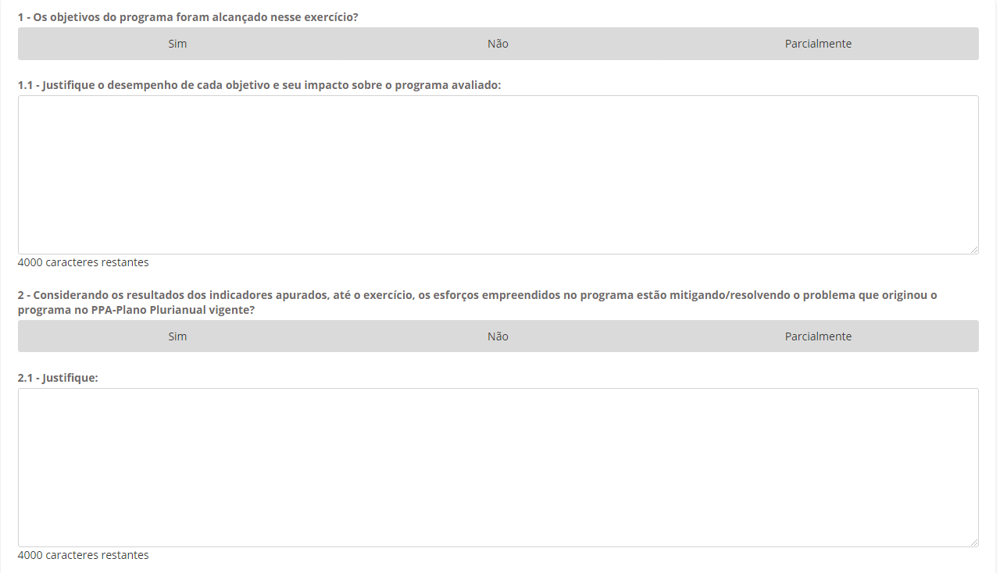 1 - Os objetivos do programa foram alcançado nesse exercício?
Sim Não Parcialmente
1.1 - Justifique o desempenho de cada objetivo e seu impacto sobre o programa avaliado:
4000 caracteres restantes
2 - Considerando os resultados dos indicadores apurados, até o exercício, os esforços empreendidos no programa estão mitigando/resolvendo o problema que originou o
programa no PPA-Plano Plurianual vigente?
Sim Não Parcialmente
2.1 - Justifique:
4000 caracteres restantes